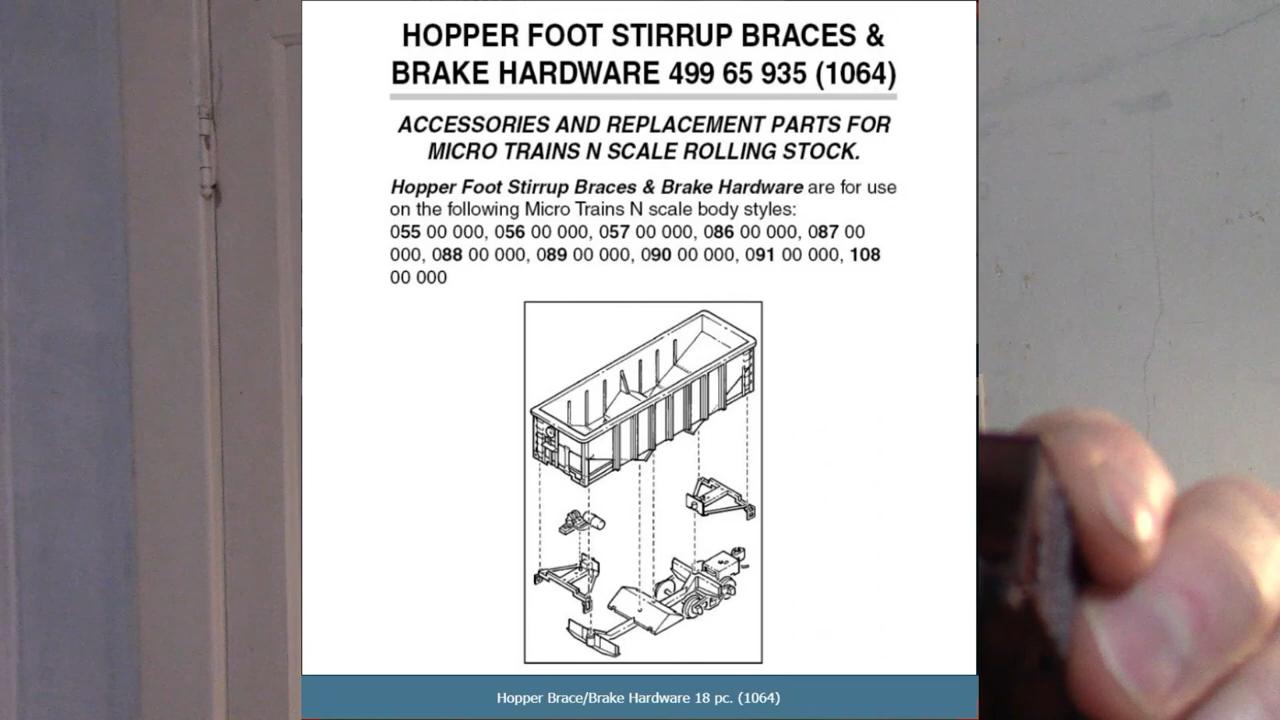 HOPPER FOOT STIRRUP BRACES &
BRAKE HARDWARE 499 65 935 (1064)
ACCESSORIES AND REPLACEMENT PARTS FOR
MICRO TRAINS N SCALE ROLLING STOCK.
Hopper Foot Stirrup Braces & Brake Hardware are for use
on the following Micro Trains N scale body styles:
055 00 000, 056 00 000, 057 00 000, 086 00 000, 087 00
000, 088 00 000, 089 00 000, 090 00 000, 091 00 000, 108
00 000
Hopper Brace/Brake Hardware 18 pc. (1064)